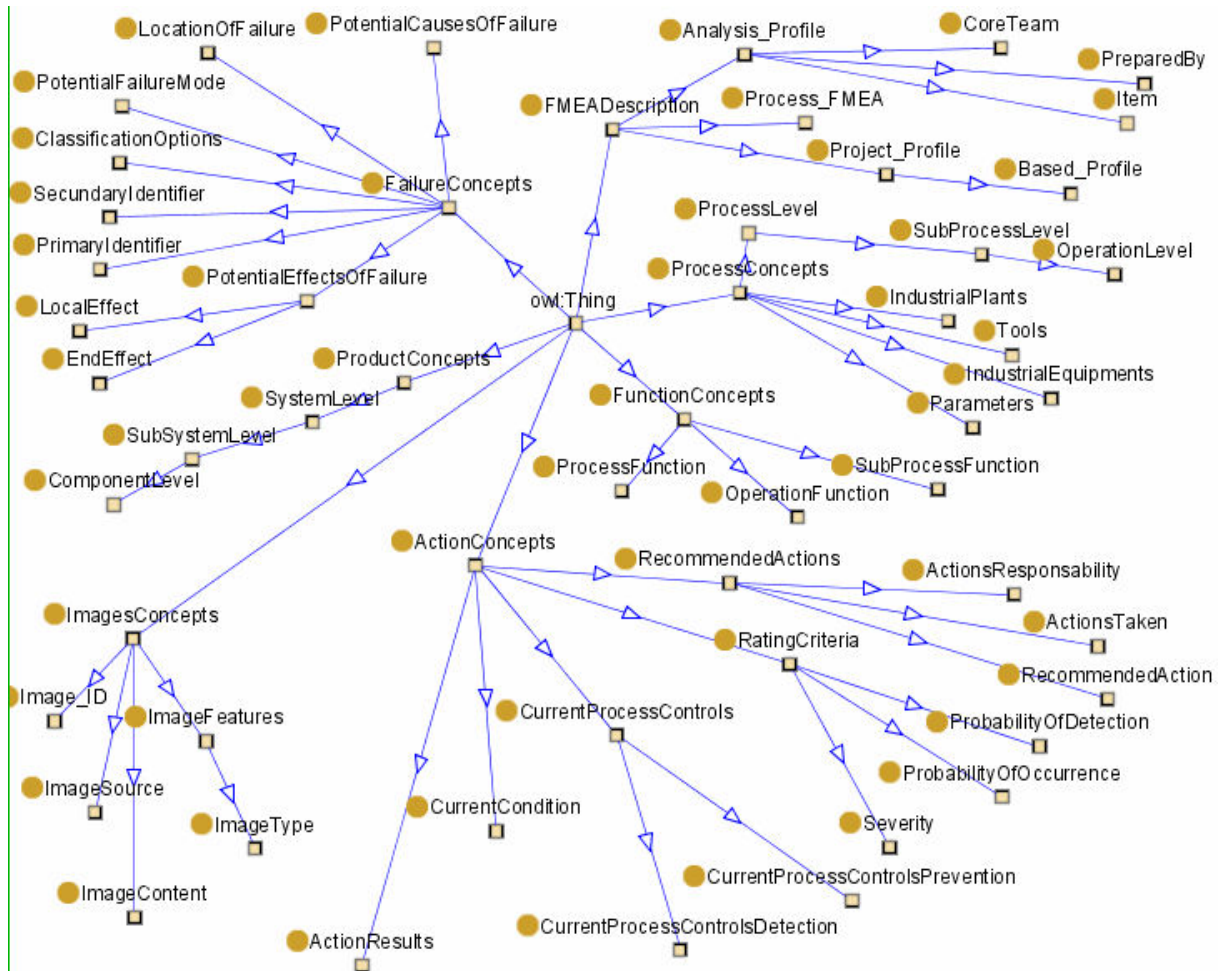 LocationOfFailure
PotentialCausesOfFailure
Analysis_Profile
CoreTeam
PreparedBy
PotentialFailureMode
FMEADescription
Process_FMEA
Item
ClassificationOptions
Project_Profile
Based_Profile
FailureConcepts
SecundaryIdentifier
ProcessLevel
SubProcessLevel
PrimaryIdentifier
OperationLevel
PotentialEffectsOfFailure
ProcessConcepts
LocalEffect
owl:Thing
IndustrialPlants
Tools
EndEffect
ProductConcepts
IndustrialEquipments
SystemLevel
FunctionConcepts
Parameters
SubSystemLevel
ComponentLevel
ProcessFunction
SubProcessFunction
OperationFunction
ActionConcepts
RecommendedActions
ActionsResponsability
ImagesConcepts
ActionsTaken
RatingCriteria
Image_ID
RecommendedAction
ImageFeatures
CurrentProcessControls
ProbabilityOfDetection
ImageSource
ProbabilityOfOccurrence
CurrentCondition
ImageType
Severity
ImageContent
CurrentProcessControlsPrevention
ActionResults
CurrentProcessControlsDetection